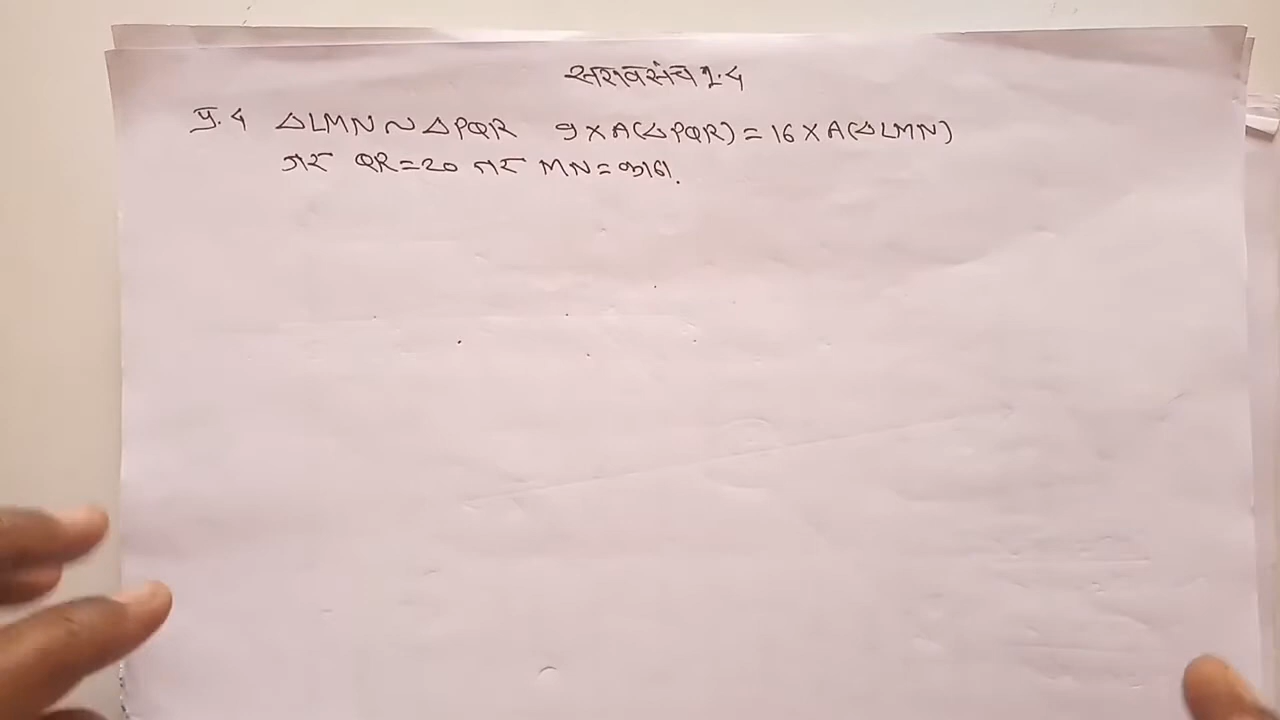 सरावसंच 1.4
प्र. 4 △LMN ~ △PQR 9 × A(△PQR) = 16 × A(△LMN)
जर QR = 20 तर MN = काढा.